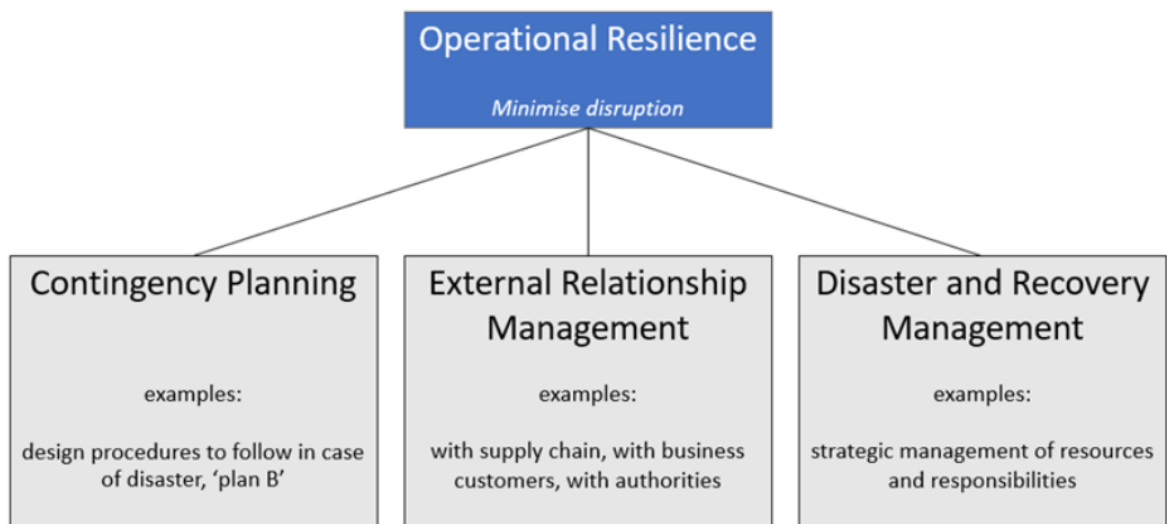 Operational Resilience
Minimise disruption
Contingency Planning
examples:
design procedures to follow in case
of disaster, ‘plan B’
External Relationship
Management
examples:
with supply chain, with business
customers, with authorities
Disaster and Recovery
Management
examples:
strategic management of resources
and responsibilities